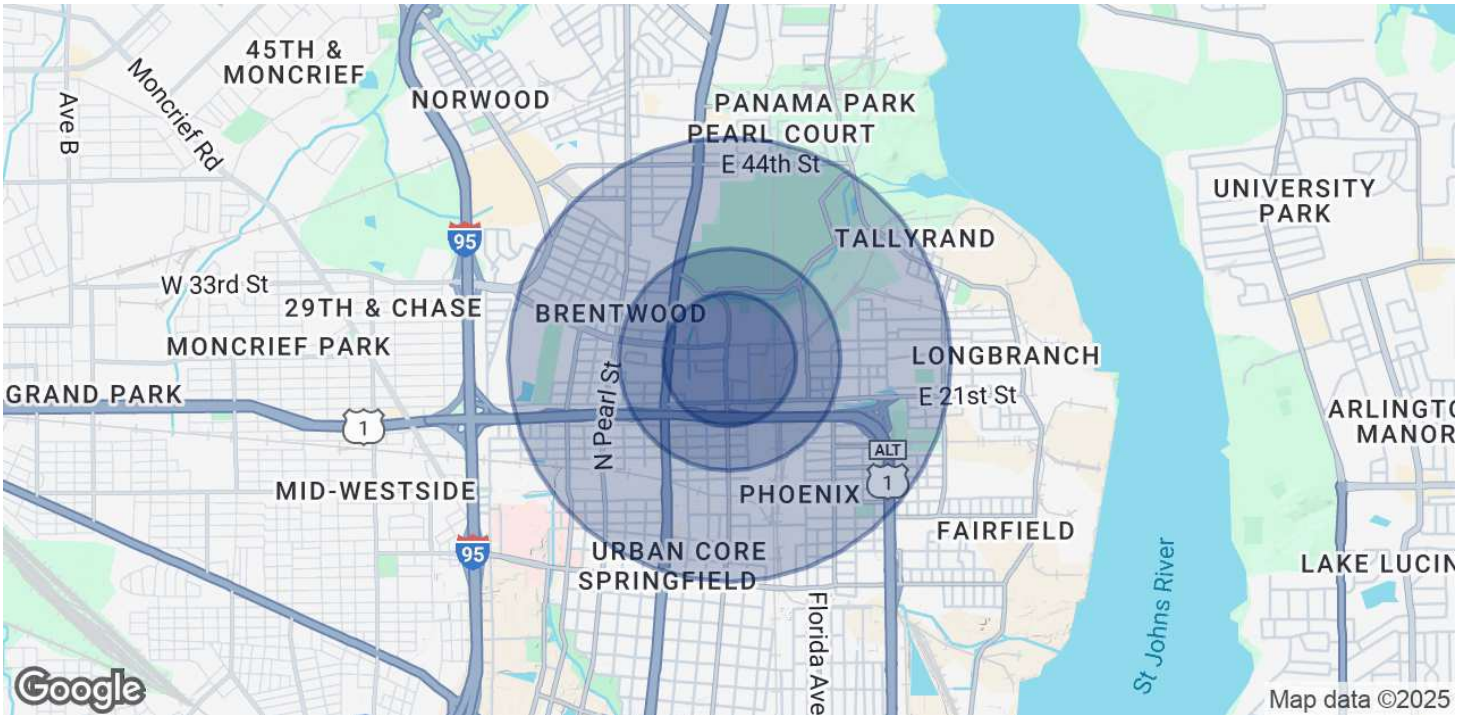 45TH &
MONCRIEF
Moncrief Rd
Ave B
NORWOOD
PANAMA PARK
PEARL COURT
E 44th St
UNIVERSITY
PARK
95
TALLYRAND
W 33rd St
29TH & CHASE
BRENTWOOD
MONCRIEF PARK
LONGBRANCH
GRAND PARK
E 21st St
1
N Pearl St
ARLINGTO
MANOR
ALT
1
MID-WESTSIDE
PHOENIX
FAIRFIELD
95
URBAN CORE
SPRINGFIELD
LAKE LUCIN
Florida Ave
St Johns River
Google
Map data ©2025